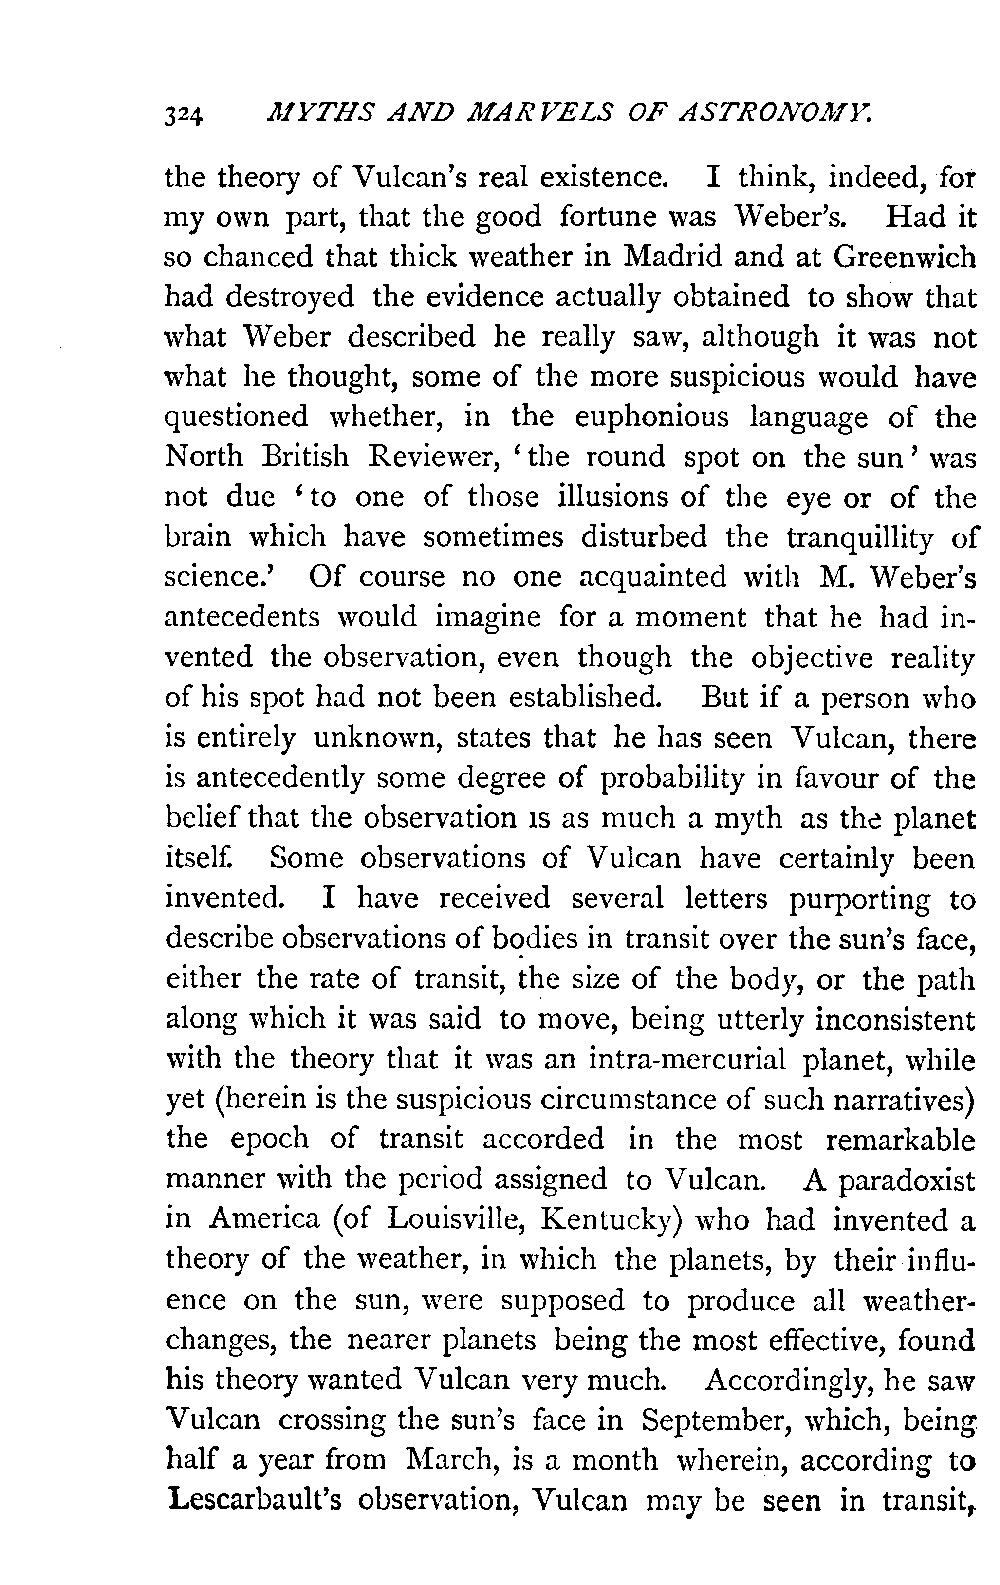 324 MYTHS AND MARVELS OF ASTRONOMY.
the theory of Vulcan's real existence. I think, indeed, for
my own part, that the good fortune was Weber's. Had it
so chanced that thick weather in Madrid and at Greenwich
had destroyed the evidence actually obtained to show that
what Weber described he really saw, although it was not
what he thought, some of the more suspicious would have
questioned whether, in the euphonious language of the
North British Reviewer, ‘the round spot on the sun’ was
not due ‘to one of those illusions of the eye or of the
brain which have sometimes disturbed the tranquillity of
science.’ Of course no one acquainted with M. Weber's
antecedents would imagine for a moment that he had in-
vented the observation, even though the objective reality
of his spot had not been established. But if a person who
is entirely unknown, states that he has seen Vulcan, there
is antecedently some degree of probability in favour of the
belief that the observation is as much a myth as the planet
itself. Some observations of Vulcan have certainly been
invented. I have received several letters purporting to
describe observations of bodies in transit over the sun's face,
either the rate of transit, the size of the body, or the path
along which it was said to move, being utterly inconsistent
with the theory that it was an intra-mercurial planet, while
yet (herein is the suspicious circumstance of such narratives)
the epoch of transit accorded in the most remarkable
manner with the period assigned to Vulcan. A paradoxist
in America (of Louisville, Kentucky) who had invented a
theory of the weather, in which the planets, by their influ-
ence on the sun, were supposed to produce all weather-
changes, the nearer planets being the most effective, found
his theory wanted Vulcan very much. Accordingly, he saw
Vulcan crossing the sun's face in September, which, being
half a year from March, is a month wherein, according to
Lescarbault's observation, Vulcan may be seen in transit,